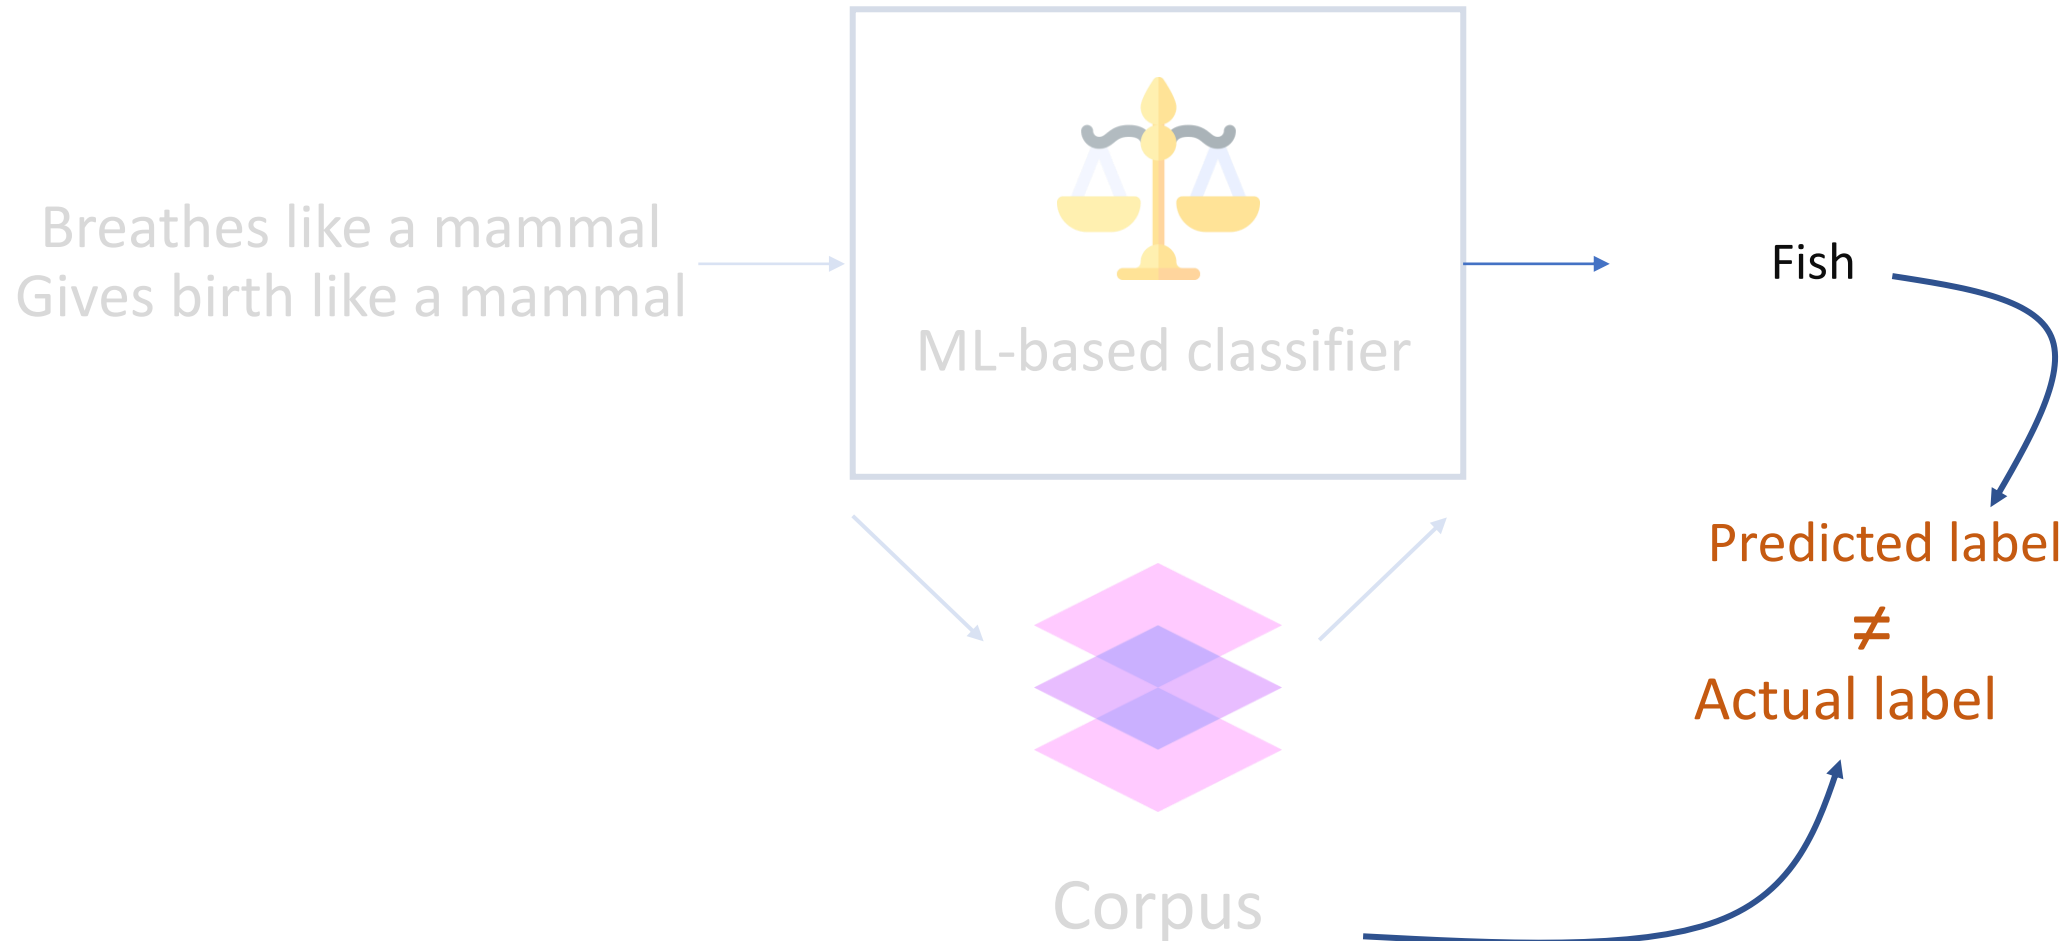 Breathes like a mammal
Gives birth like a mammal
ML-based classifier
Fish
Predicted label
≠
Actual label
Corpus